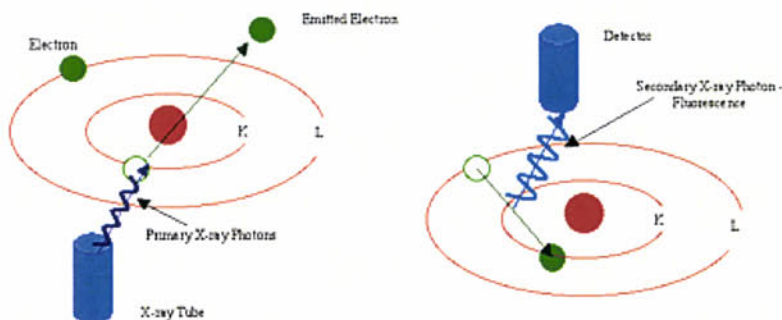 Emitted Electron
Electron
K
L
Primary X-ray Photons
X-ray Tube
Detector
Secondary X-ray Photon -
Fluorescence
K
L